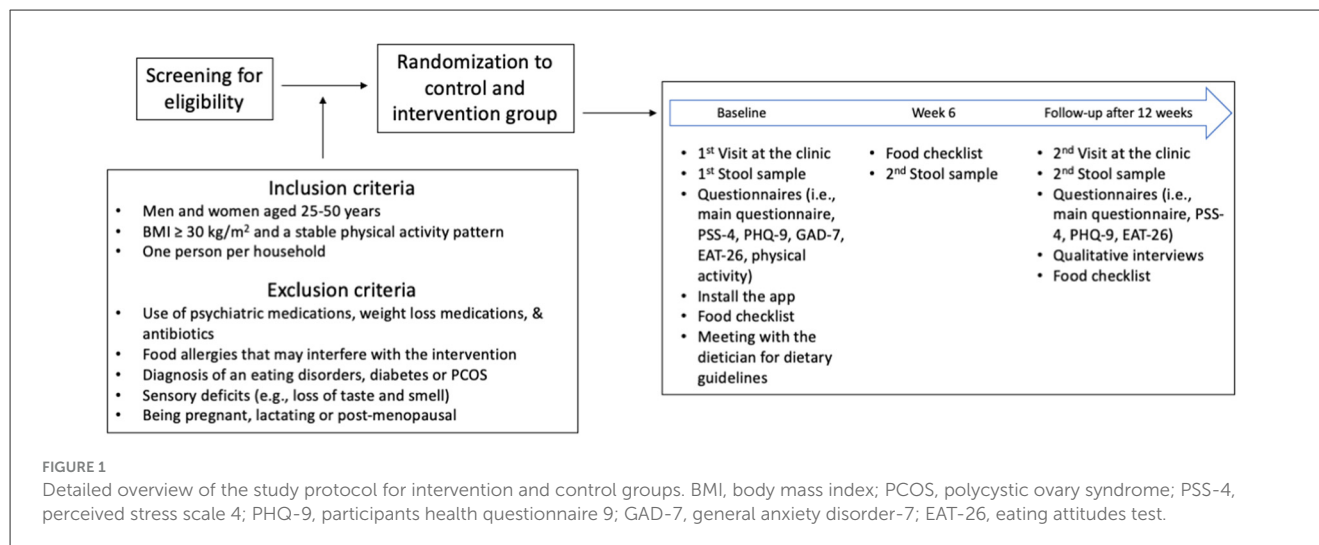 Screening for
eligibility
Randomization to
control and
intervention group
Inclusion criteria
• Men and women aged 25-50 years
• BMI ≥ 30 kg/m² and a stable physical activity pattern
• One person per household
Exclusion criteria
• Use of psychiatric medications, weight loss medications, &
antibiotics
• Food allergies that may interfere with the intervention
• Diagnosis of an eating disorders, diabetes or PCOS
• Sensory deficits (e.g., loss of taste and smell)
• Being pregnant, lactating or post-menopausal
Baseline
• 1st Visit at the clinic
• 1st Stool sample
• Questionnaires (i.e.,
main questionnaire,
PSS-4, PHQ-9, GAD-7,
EAT-26, physical
activity)
• Install the app
• Food checklist
• Meeting with the
dietician for dietary
guidelines
Week 6
• Food checklist
• 2nd Stool sample
Follow-up after 12 weeks
• 2nd Visit at the clinic
• 2nd Stool sample
• Questionnaires (i.e.,
main questionnaire, PSS-
4, PHQ-9, EAT-26)
• Qualitative interviews
• Food checklist
FIGURE 1
Detailed overview of the study protocol for intervention and control groups. BMI, body mass index; PCOS, polycystic ovary syndrome; PSS-4,
perceived stress scale 4; PHQ-9, participants health questionnaire 9; GAD-7, general anxiety disorder-7; EAT-26, eating attitudes test.